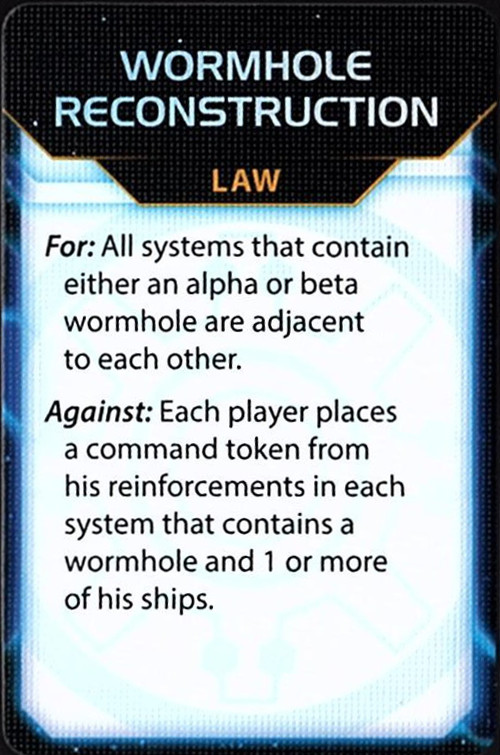 WORMHOLE
RECONSTRUCTION
LAW
For: All systems that contain
either an alpha or beta
wormhole are adjacent
to each other.
Against: Each player places
a command token from
his reinforcements in each
system that contains a
wormhole and 1 or more
of his ships.